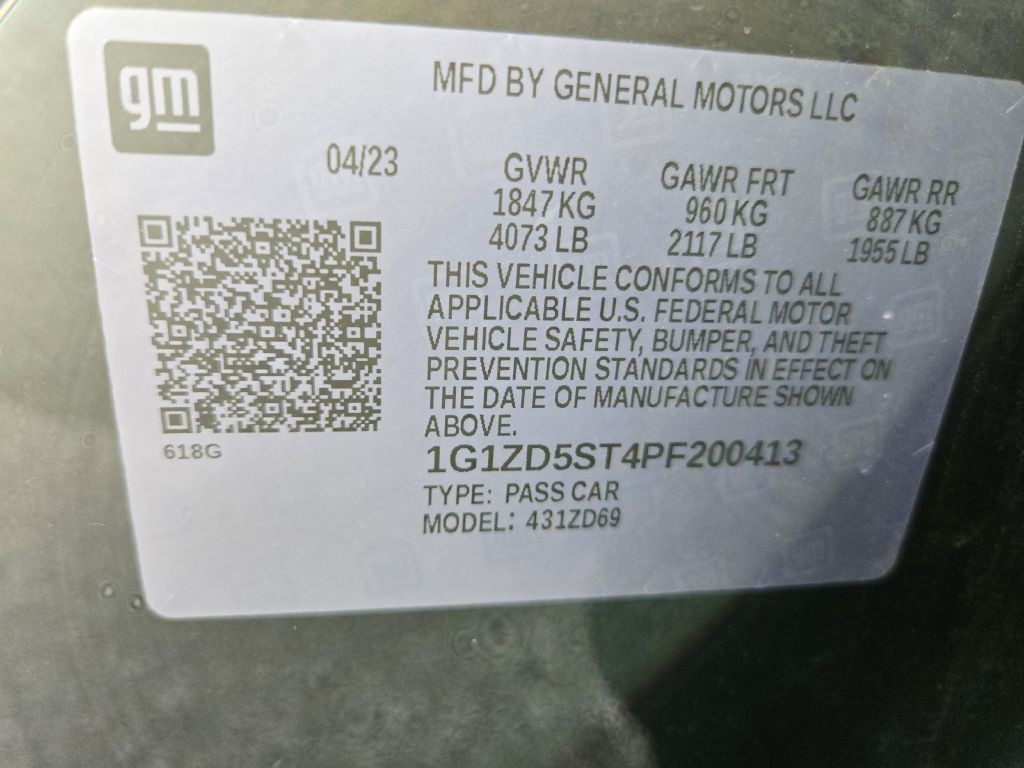 gm
MFD BY GENERAL MOTORS LLC
04/23
GVWR
1847 KG
4073 LB
GAWR FRT
960 KG
2117 LB
GAWR RR
887 KG
1955 LB
THIS VEHICLE CONFORMS TO ALL
APPLICABLE U.S. FEDERAL MOTOR
VEHICLE SAFETY, BUMPER, AND THEFT
PREVENTION STANDARDS IN EFFECT ON
THE DATE OF MANUFACTURE SHOWN
ABOVE.
618G
1G1ZD5ST4PF200413
TYPE: PASS CAR
MODEL: 431ZD69